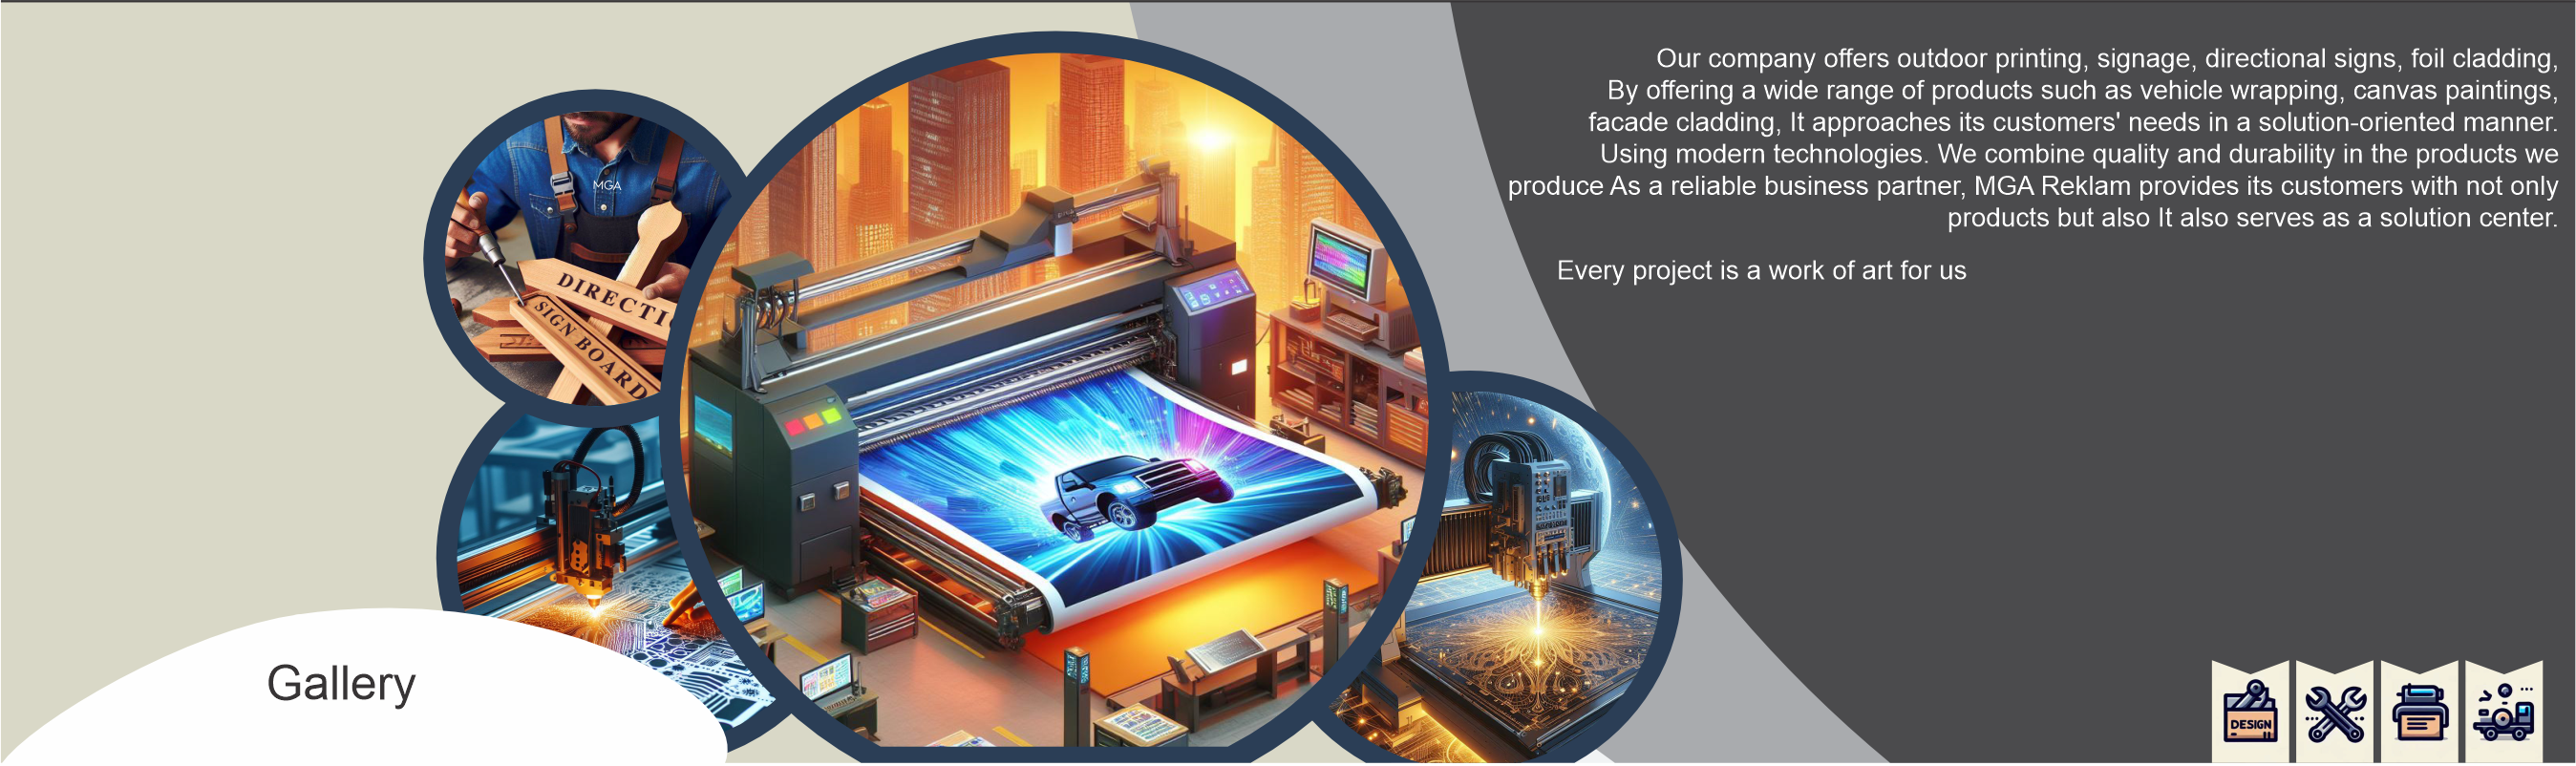 Our company offers outdoor printing, signage, directional signs, foil cladding,
By offering a wide range of products such as vehicle wrapping, canvas paintings,
facade cladding, It approaches its customers' needs in a solution-oriented manner.
Using modern technologies. We combine quality and durability in the products we
produce As a reliable business partner, MGA Reklam provides its customers with not only
products but also It also serves as a solution center.
Every project is a work of art for us
MGA
DIRECTI
SIGN BOARD
Gallery
DESIGN